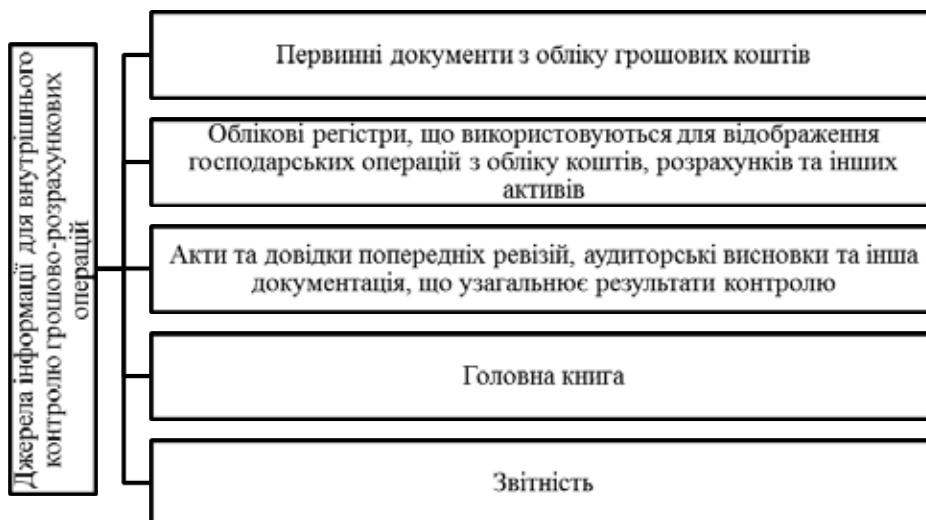 Джерела інформації для внутрішнього
контролю грошово-розрахункових
операцій
Первинні документи з обліку грошових коштів
Облікові регістри, що використовуються для відображення
господарських операцій з обліку коштів, розрахунків та інших
активів
Акти та довідки попередніх ревізій, аудиторські висновки та інша
документація, що узагальнює результати контролю
Головна книга
Звітність